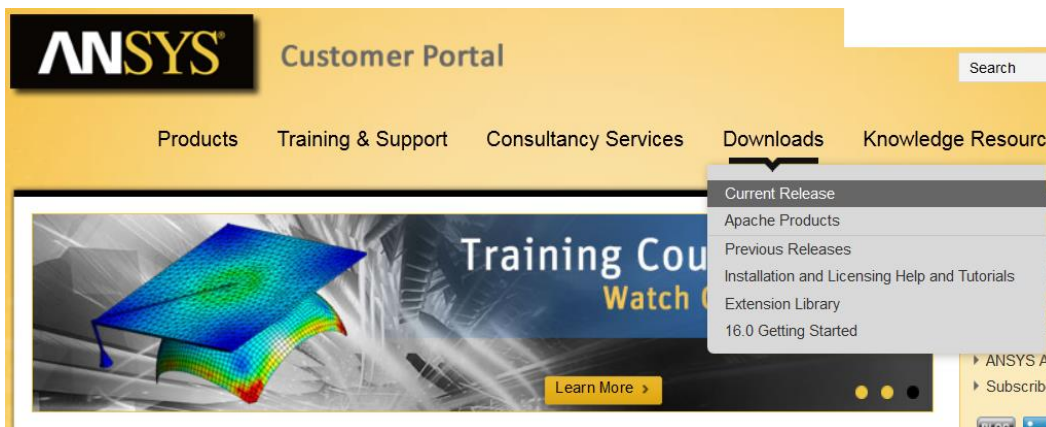 ANSYS®
Customer Portal
Search
Products Training & Support Consultancy Services Downloads Knowledge Resourc
Current Release
Apache Products
Previous Releases
Installation and Licensing Help and Tutorials
Extension Library
16.0 Getting Started
Training Cou
Watch
Learn More >
ANSYS A
Subscrib